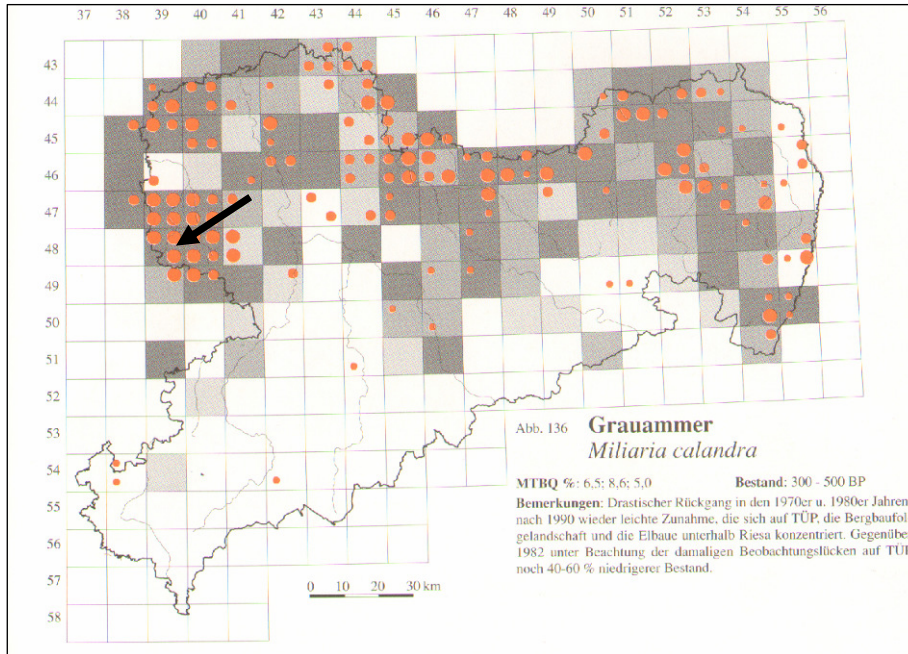 37 38 39 40 41 42 43 44 45 46 47 48 49 50 51 52 53 54 55 56
43
44
45
46
47
48
49
50
51
52
53
54
55
56
57
58
Abb. 136 Grauammer
Miliaria calandra
MTBQ %: 6,5; 8,6; 5,0 Bestand: 300 - 500 BP
Bemerkungen: Drastischer Rückgang in den 1970er u. 1980er Jahren
nach 1990 wieder leichte Zunahme, die sich auf TÜP, die Bergbaufol
gelandschaft und die Elbaue unterhalb Riesa konzentriert. Gegenübe
1982 unter Beachtung der damaligen Beobachtungslücken auf TÜP
noch 40-60 % niedrigerer Bestand.
0 10 20 30 km